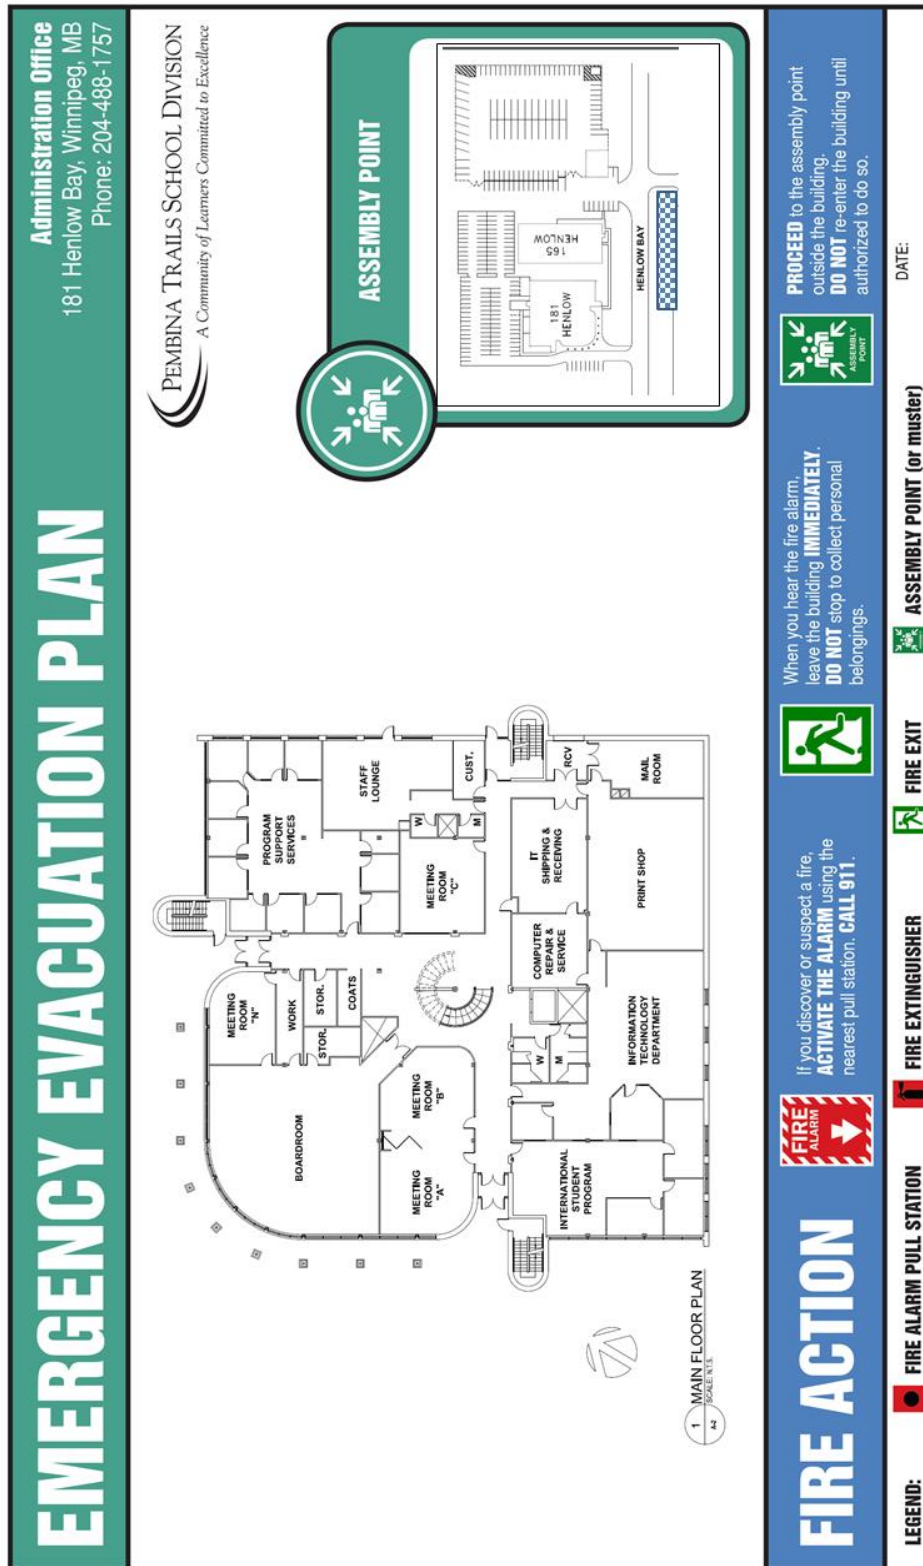 EMERGENCY EVACUATION PLAN
Administration Office
181 Henlow Bay, Winnipeg, MB
Phone: 204-488-1757
PEMBINA TRAILS SCHOOL DIVISION
A Community of Learners Committed to Excellence
ASSEMBLY POINT
181
HENLOW
165
HENLOW
HENLOW BAY
BOARDROOM
MEETING
ROOM
"N"
WORK
STOR.
STOR.
COATS
MEETING
ROOM
"A"
MEETING
ROOM
"B"
PROGRAM
SUPPORT
SERVICES
STAFF
LOUNGE
MEETING
ROOM
"C"
W
M
CUST.
INTERNATIONAL
STUDENT
PROGRAM
W
M
COMPUTER
REPAIR &
SERVICE
IT
SHIPPING &
RECEIVING
RCV
INFORMATION
TECHNOLOGY
DEPARTMENT
PRINT SHOP
MAIL
ROOM
1
A-2
MAIN FLOOR PLAN
SCALE: N.T.S.
FIRE ACTION
FIRE
ALARM
If you discover or suspect a fire,
ACTIVATE THE ALARM using the
nearest pull station. CALL 911.
When you hear the fire alarm,
leave the building IMMEDIATELY.
DO NOT stop to collect personal
belongings.
ASSEMBLY
POINT
PROCEED to the assembly point
outside the building.
DO NOT re-enter the building until
authorized to do so.
LEGEND:
FIRE ALARM PULL STATION
FIRE EXTINGUISHER
FIRE EXIT
ASSEMBLY POINT (or muster)
DATE: